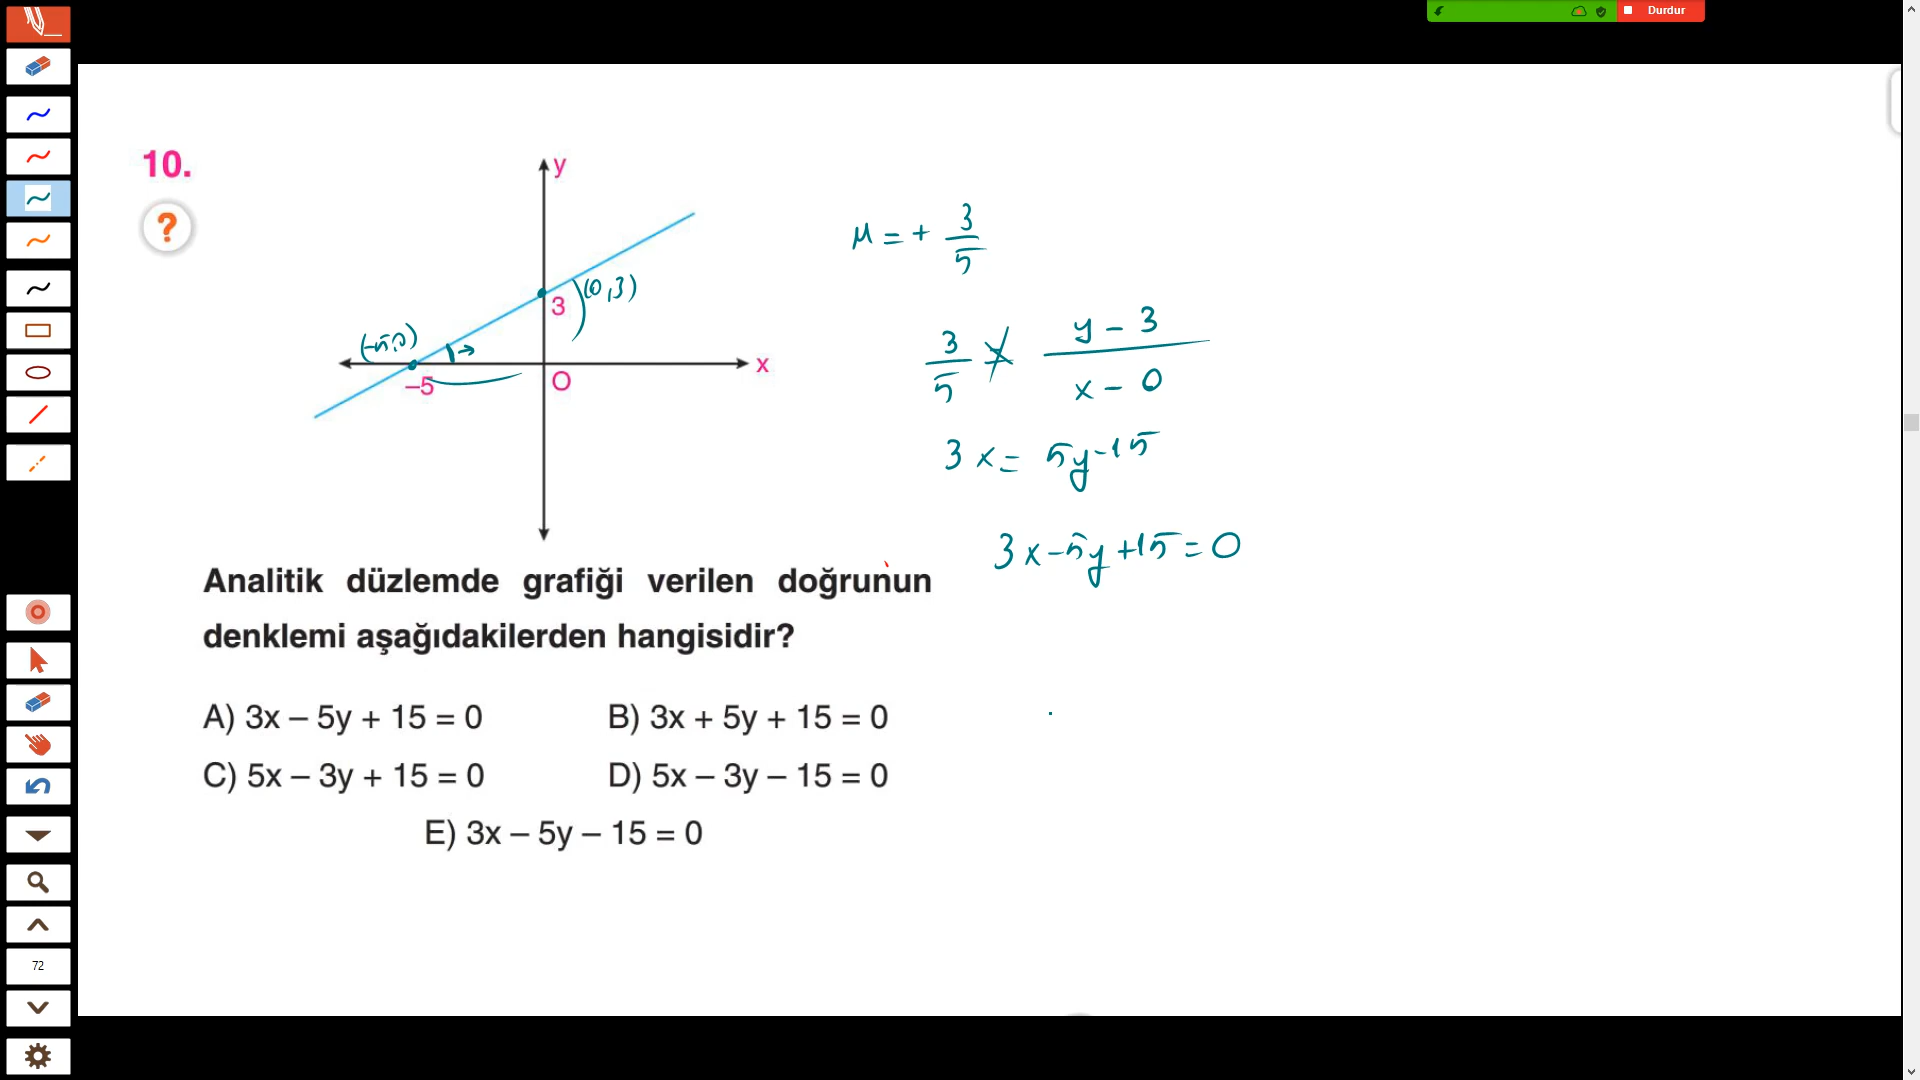 Durdur
10.
?
y
μ = + 3/5
(0,3)
3
(-5,0)
x
-5
O
3/5 = y - 3 / x - 0
3x = 5y-15
3x-5y+15=0
Analitik düzlemde grafiği verilen doğrunun
denklemi aşağıdakilerden hangisidir?
A) 3x – 5y + 15 = 0 B) 3x + 5y + 15 = 0
C) 5x – 3y + 15 = 0 D) 5x – 3y – 15 = 0
E) 3x – 5y – 15 = 0
72